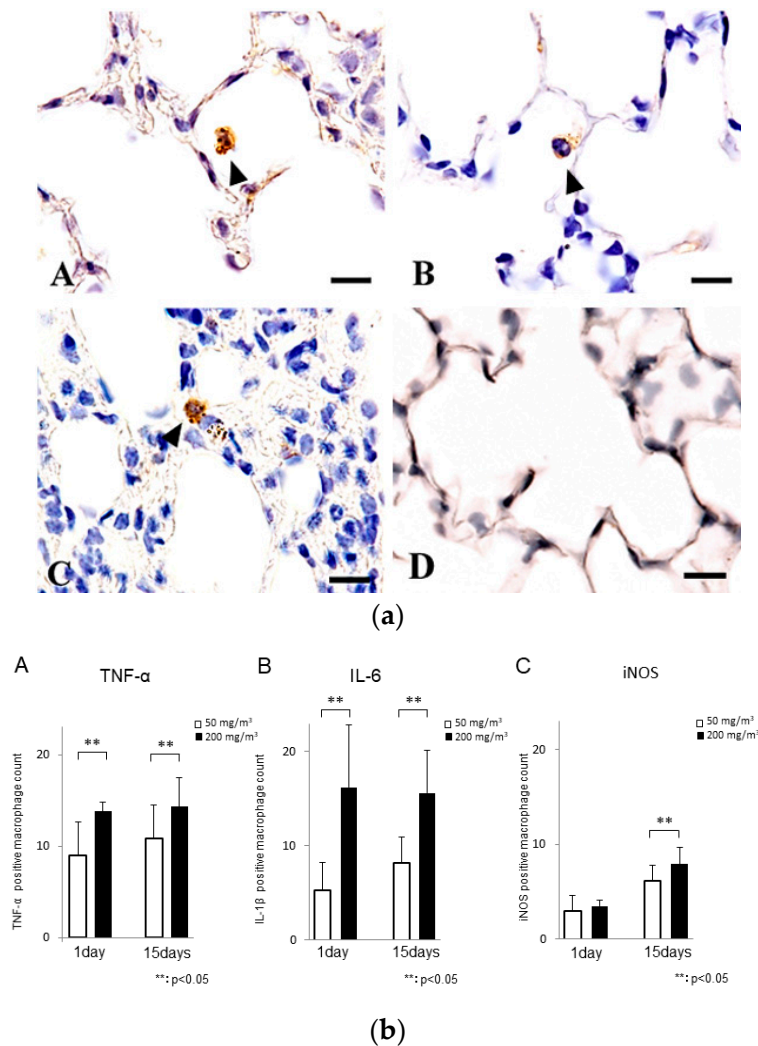 A
B
C
D
(a)
A
TNF-α
50 mg/m³
200 mg/m³
TNF-α positive macrophage count
20
10
0
**
**
1day
15days
**: p<0.05
B
IL-6
50 mg/m³
200 mg/m³
IL-1β positive macrophage count
20
10
0
**
**
1day
15days
**: p<0.05
C
iNOS
50 mg/m³
200 mg/m³
iNOS positive macrophage count
20
10
0
**
1day
15days
**: p<0.05
(b)